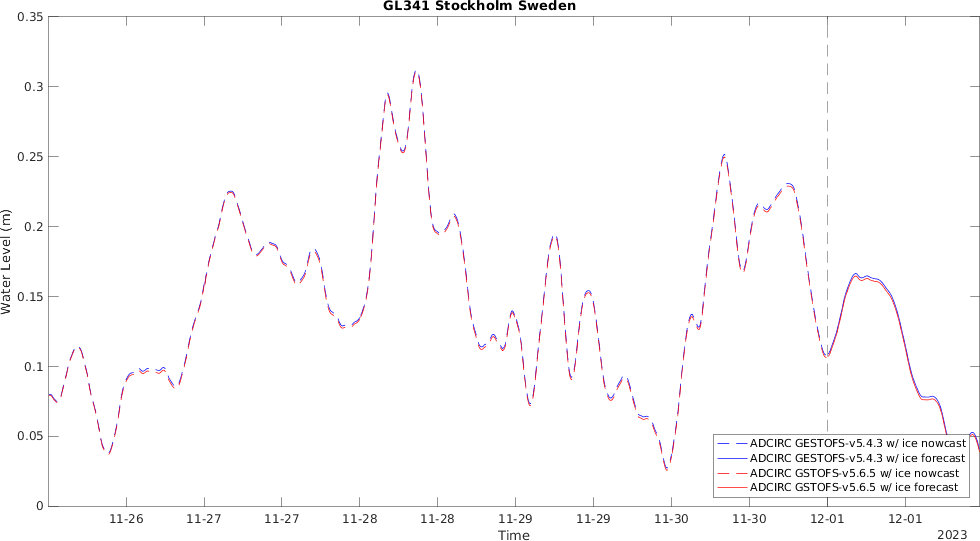 GL341 Stockholm Sweden
0.35
0.3
0.25
0.2
0.15
0.1
0.05
0
Water Level (m)
ADCIRC GESTOFS-v5.4.3 w/ ice nowcast
ADCIRC GESTOFS-v5.4.3 w/ ice forecast
ADCIRC GSTOFS-v5.6.5 w/ ice nowcast
ADCIRC GSTOFS-v5.6.5 w/ ice forecast
11-26 11-27 11-27 11-28 11-28 11-29 11-29 11-30 11-30 12-01 12-01
Time
2023